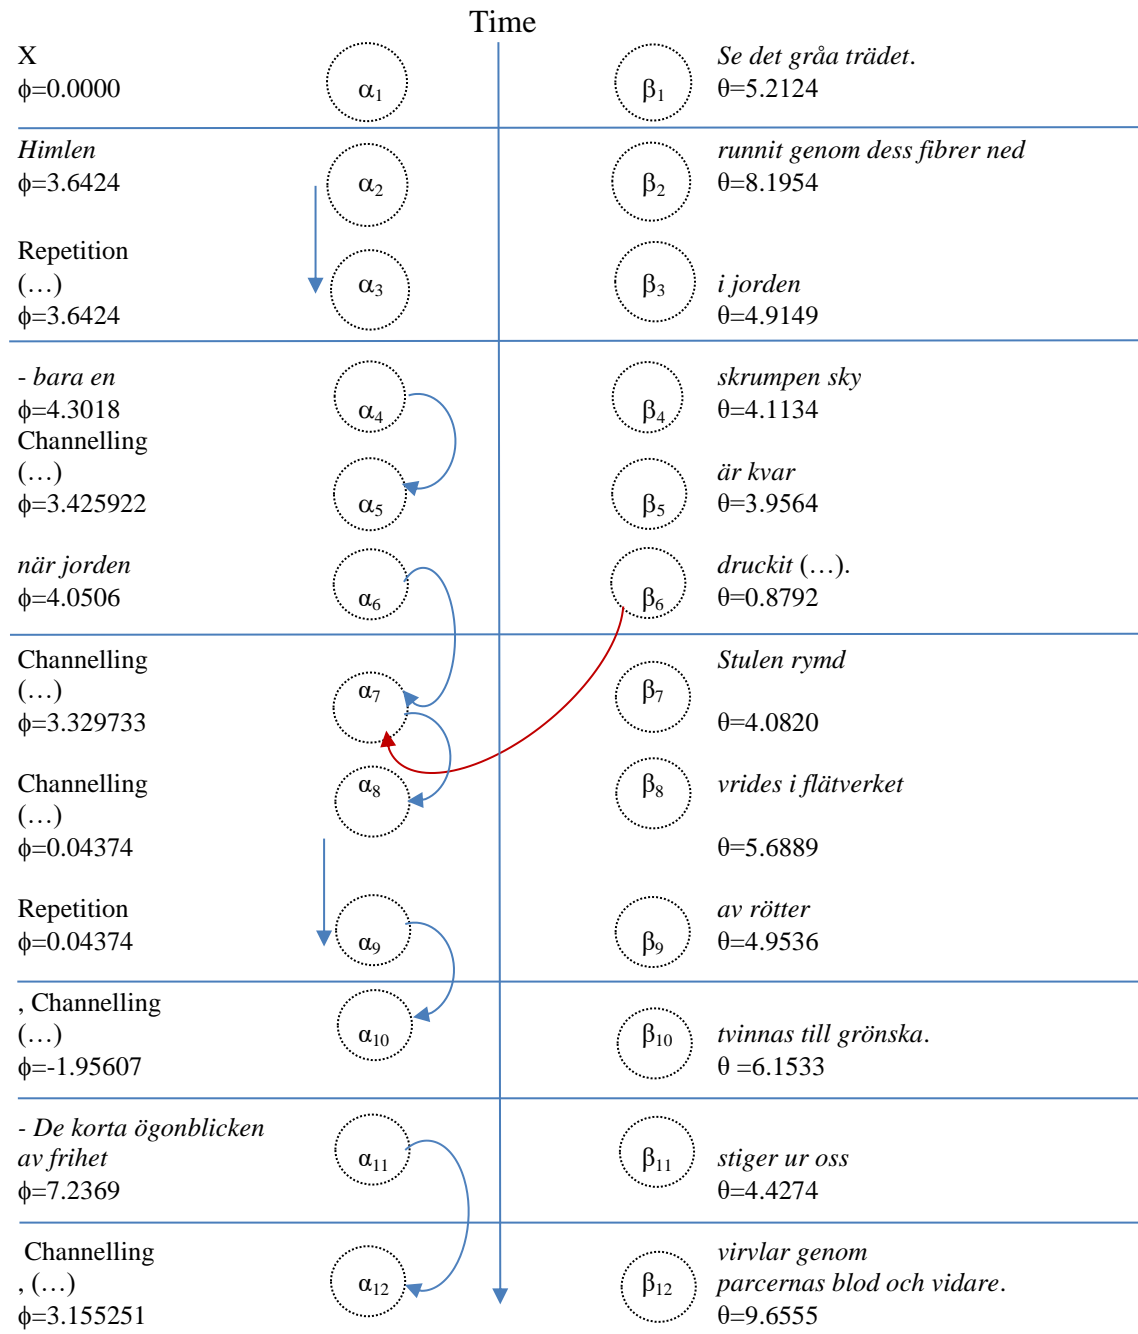 Time
X
ϕ=0.0000
α1
β1
Se det gråa trädet.
θ=5.2124
Himlen
ϕ=3.6424
α2
β2
runnit genom dess fibrer ned
θ=8.1954
Repetition
(…)
ϕ=3.6424
α3
β3
i jorden
θ=4.9149
- bara en
ϕ=4.3018
α4
β4
skrumpen sky
θ=4.1134
Channelling
(…)
ϕ=3.425922
α5
β5
är kvar
θ=3.9564
när jorden
ϕ=4.0506
α6
β6
druckit (…).
θ=0.8792
Channelling
(…)
ϕ=3.329733
α7
β7
Stulen rymd
θ=4.0820
Channelling
(…)
ϕ=0.04374
α8
β8
vrides i flätverket
θ=5.6889
Repetition
ϕ=0.04374
α9
β9
av rötter
θ=4.9536
, Channelling
(…)
ϕ=-1.95607
α10
β10
tvinnas till grönska.
θ =6.1533
- De korta ögonblicken
av frihet
ϕ=7.2369
α11
β11
stiger ur oss
θ=4.4274
Channelling
, (…)
ϕ=3.155251
α12
β12
virvlar genom
parcernas blod och vidare.
θ=9.6555